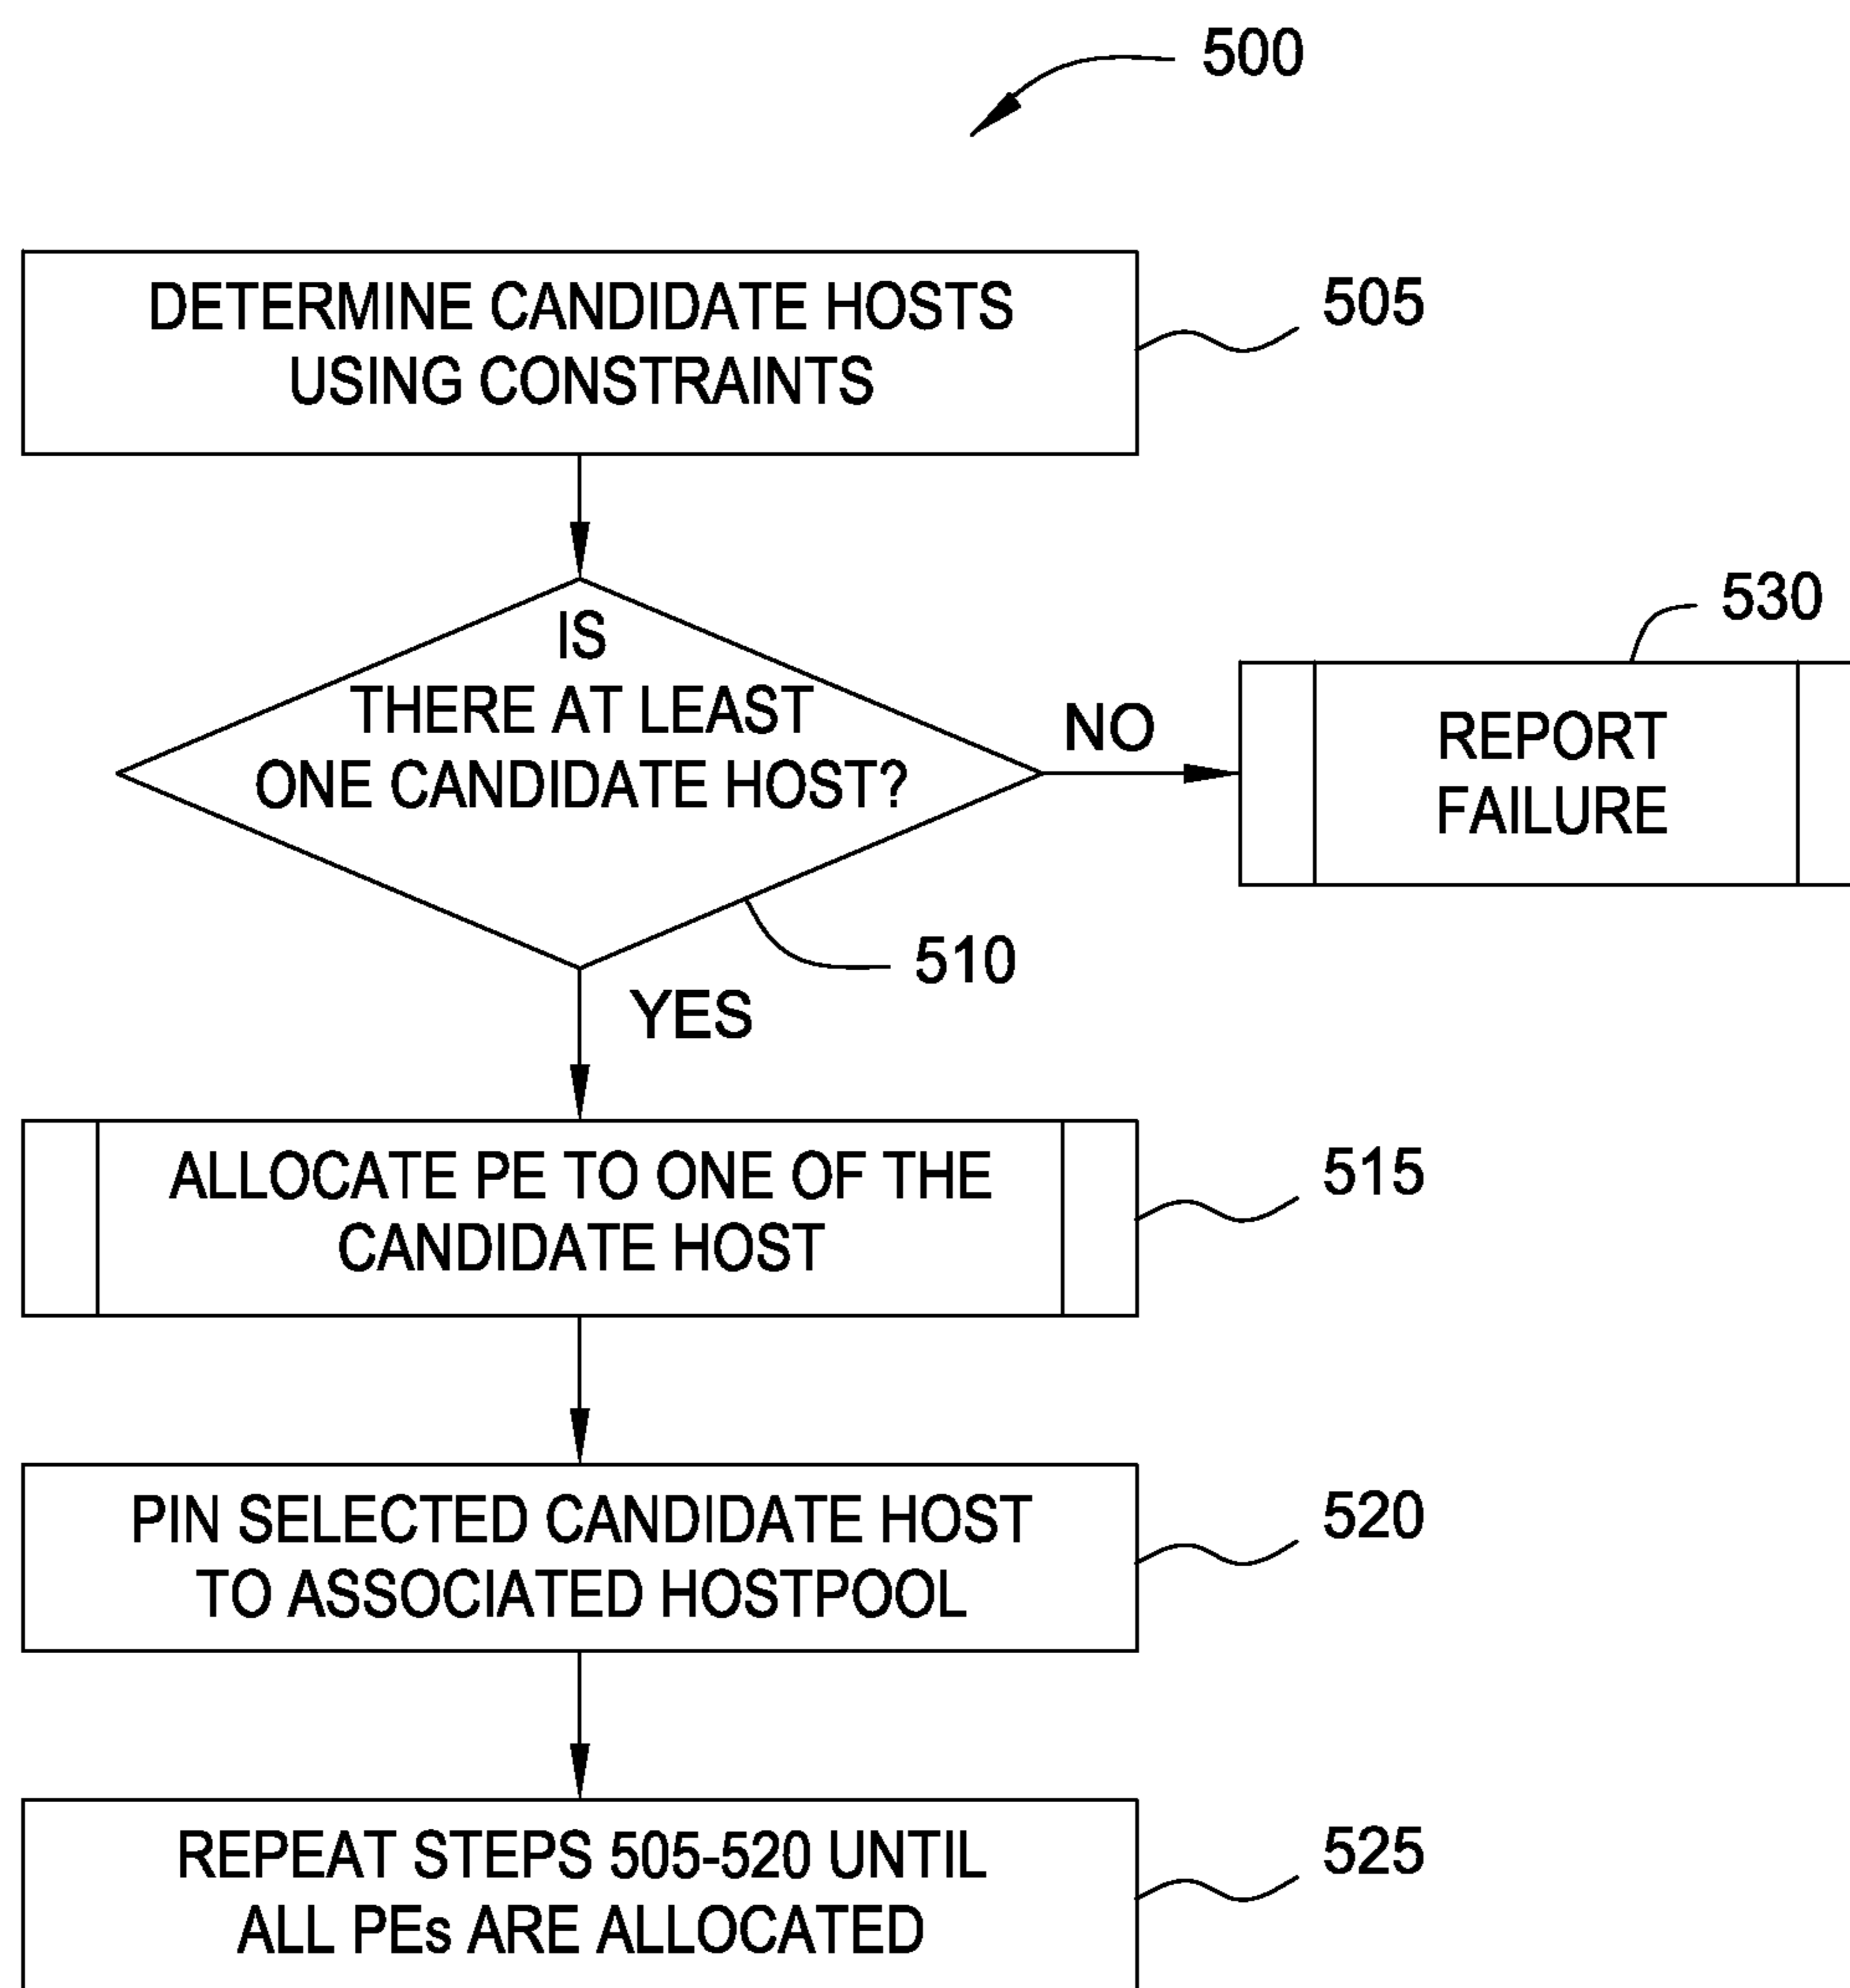 500
DETERMINE CANDIDATE HOSTS
USING CONSTRAINTS
505
IS
THERE AT LEAST
ONE CANDIDATE HOST?
510
NO
530
REPORT
FAILURE
YES
ALLOCATE PE TO ONE OF THE
CANDIDATE HOST
515
PIN SELECTED CANDIDATE HOST
TO ASSOCIATED HOSTPOOL
520
REPEAT STEPS 505-520 UNTIL
ALL PEs ARE ALLOCATED
525